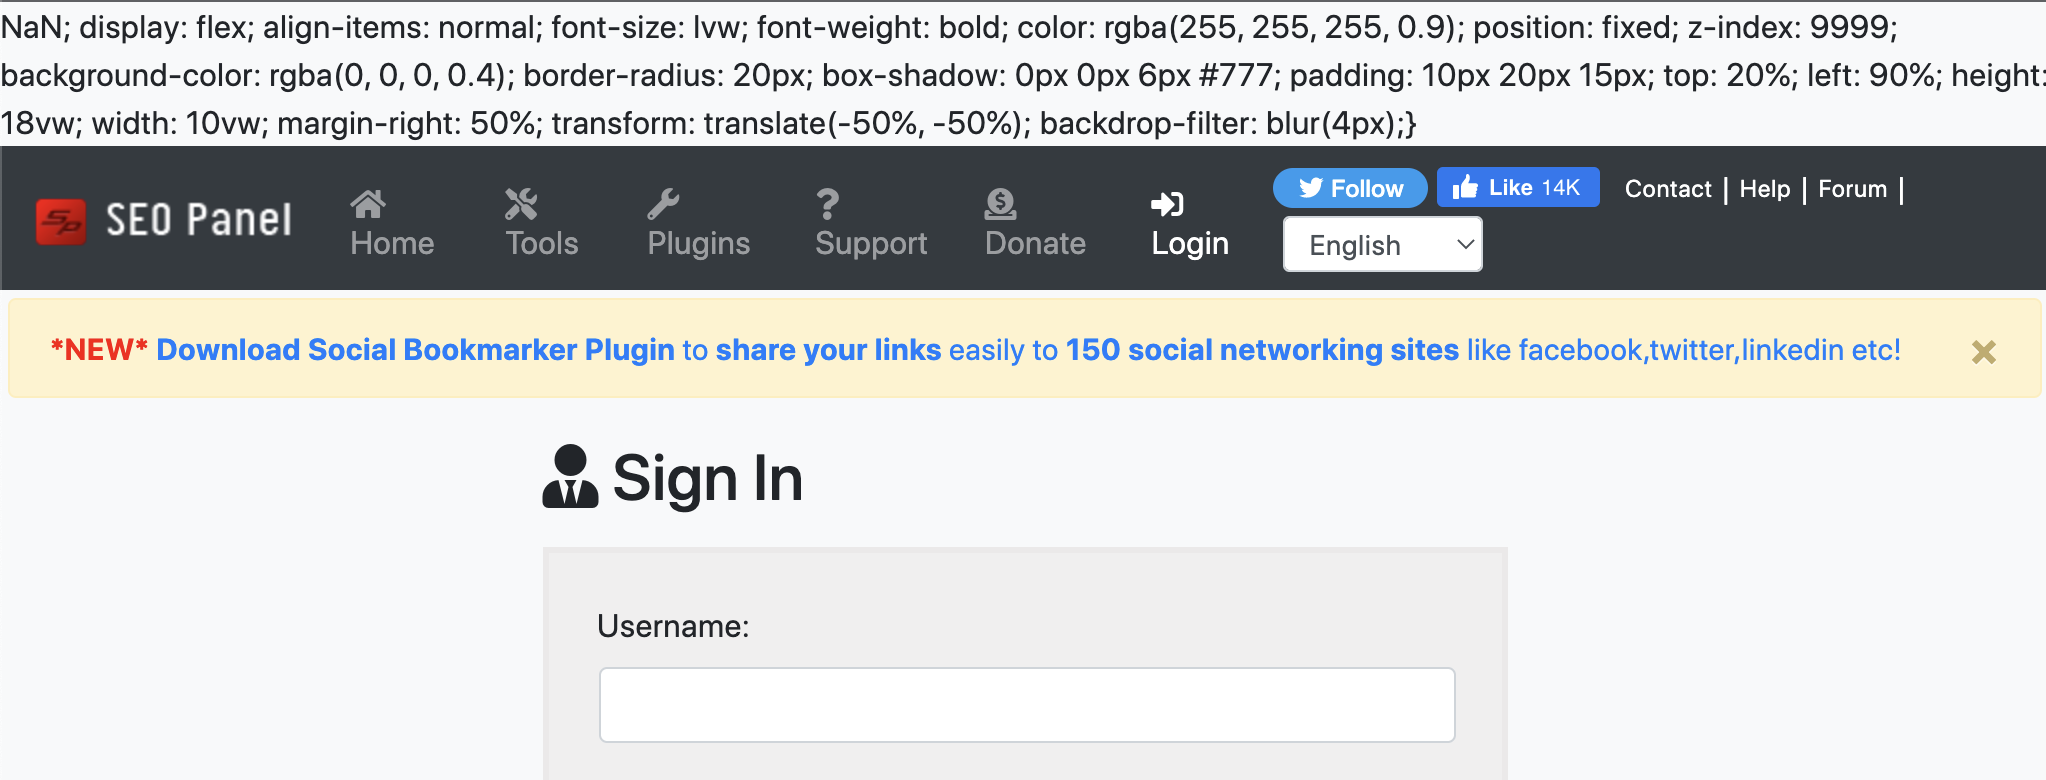 NaN; display: flex; align-items: normal; font-size: lvw; font-weight: bold; color: rgba(255, 255, 255, 0.9); position: fixed; z-index: 9999;
background-color: rgba(0, 0, 0, 0.4); border-radius: 20px; box-shadow: 0px 0px 6px #777; padding: 10px 20px 15px; top: 20%; left: 90%; height:
18vw; width: 10vw; margin-right: 50%; transform: translate(-50%, -50%); backdrop-filter: blur(4px);}
SP SEO Panel
Home
Tools
Plugins
Support
Donate
Login
Follow
Like 14K
Contact | Help | Forum |
English
*NEW* Download Social Bookmarker Plugin to share your links easily to 150 social networking sites like facebook,twitter,linkedin etc! ×
Sign In
Username: